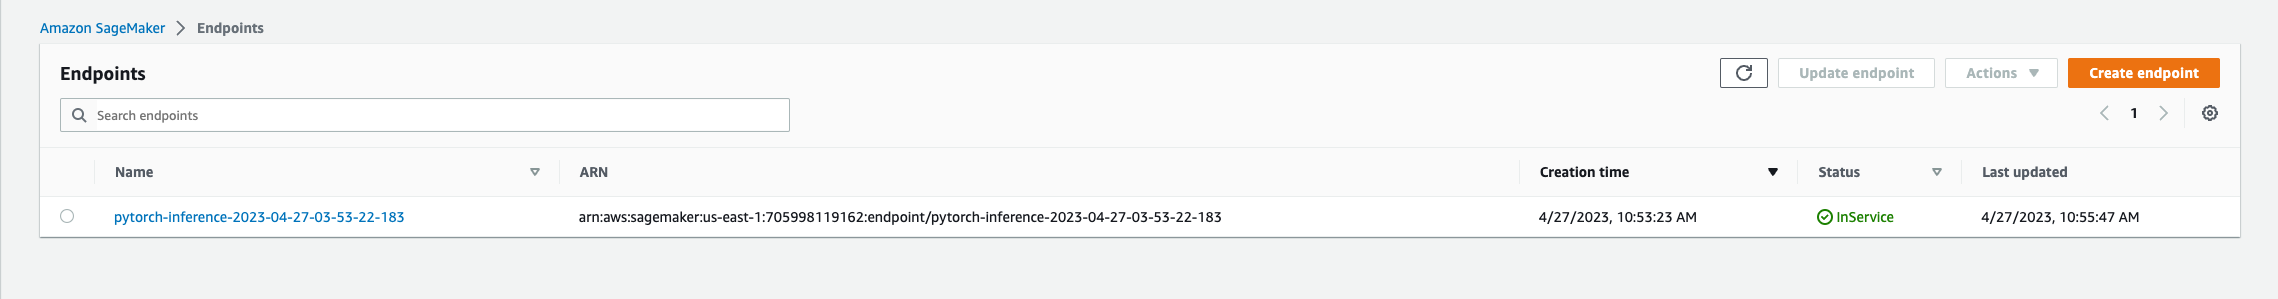 Amazon SageMaker > Endpoints
Endpoints
Update endpoint Actions Create endpoint
Search endpoints
1
Name ARN Creation time Status Last updated
pytorch-inference-2023-04-27-03-53-22-183 arn:aws:sagemaker:us-east-1:705998119162:endpoint/pytorch-inference-2023-04-27-03-53-22-183 4/27/2023, 10:53:23 AM InService 4/27/2023, 10:55:47 AM